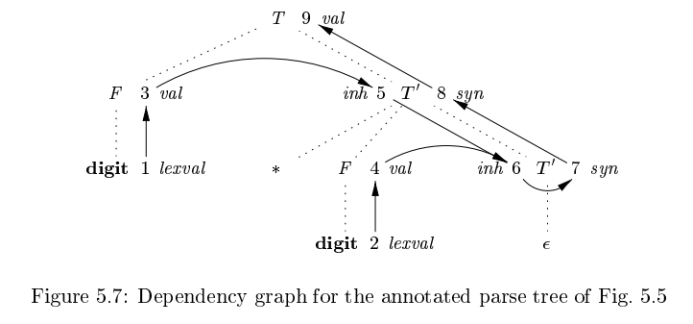 T 9 val
F 3 val inh 5 T′ 8 syn
digit 1 lexval * F 4 val inh 6 T′ 7 syn
digit 2 lexval ϵ
Figure 5.7: Dependency graph for the annotated parse tree of Fig. 5.5